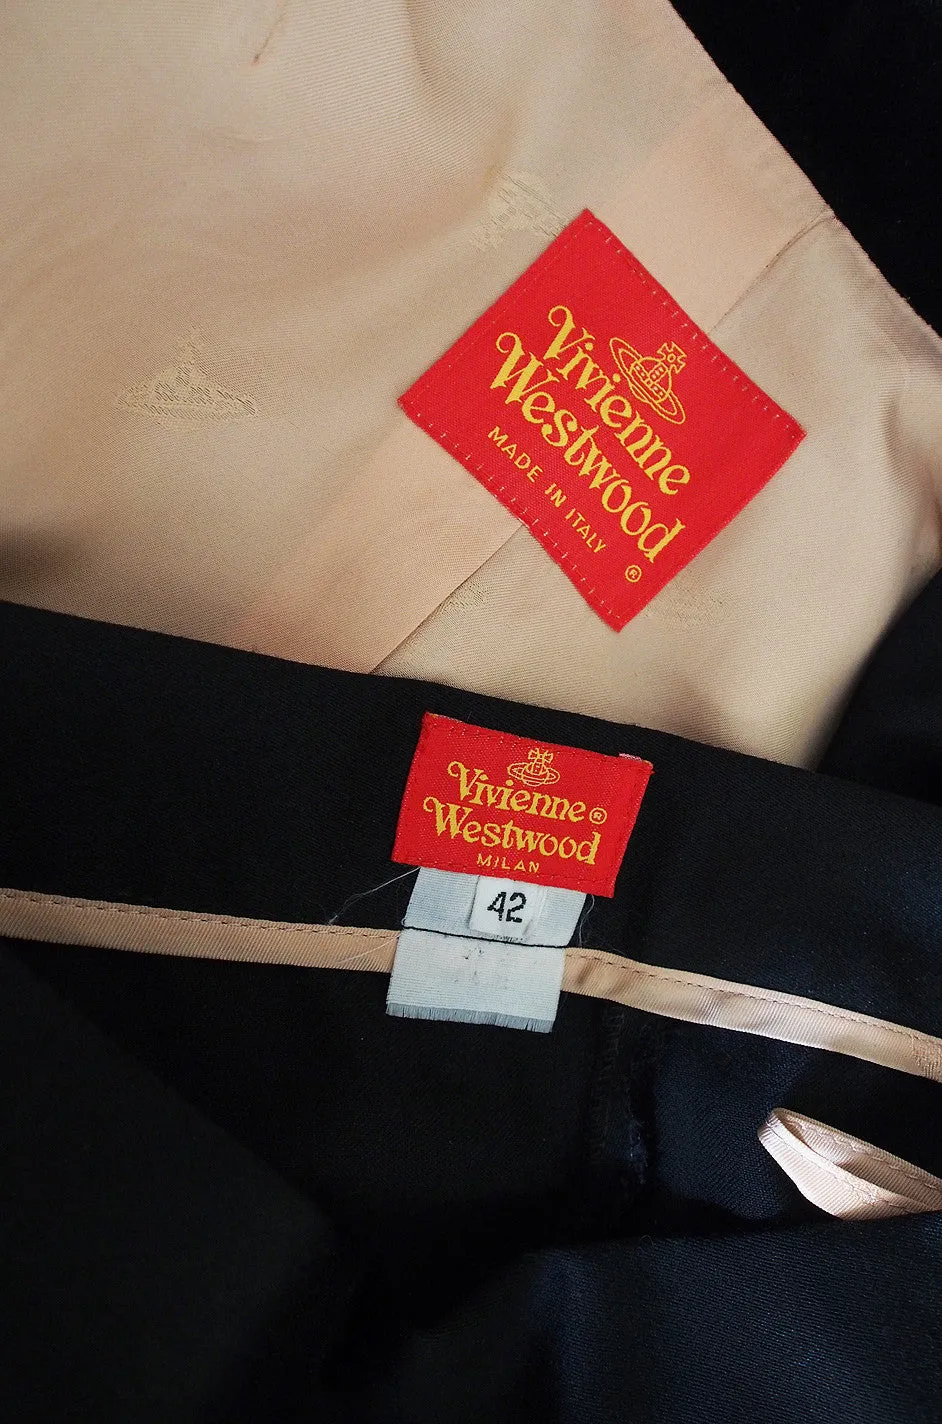 Vivienne
Westwood
MADE IN ITALY
®
Vivienne®
Westwood
MILAN
42